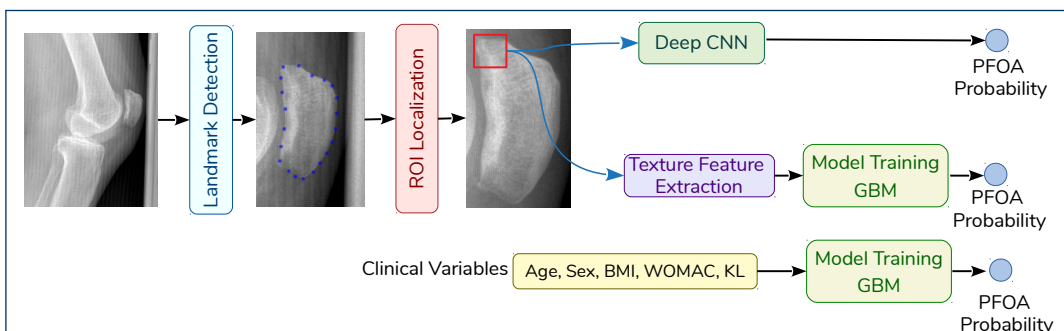 Landmark Detection
ROI Localization
Deep CNN
PFOA
Probability
Texture Feature
Extraction
Model Training
GBM
PFOA
Probability
Clinical Variables
Age, Sex, BMI, WOMAC, KL
Model Training
GBM
PFOA
Probability